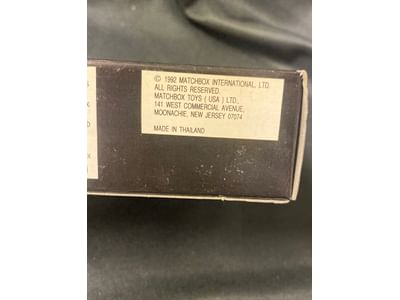 © 1992 MATCHBOX INTERNATIONAL, LTD.
ALL RIGHTS RESERVED.
MATCHBOX TOYS ( USA ) LTD.,
141 WEST COMMERCIAL AVENUE,
MOONACHIE, NEW JERSEY 07074
MADE IN THAILAND